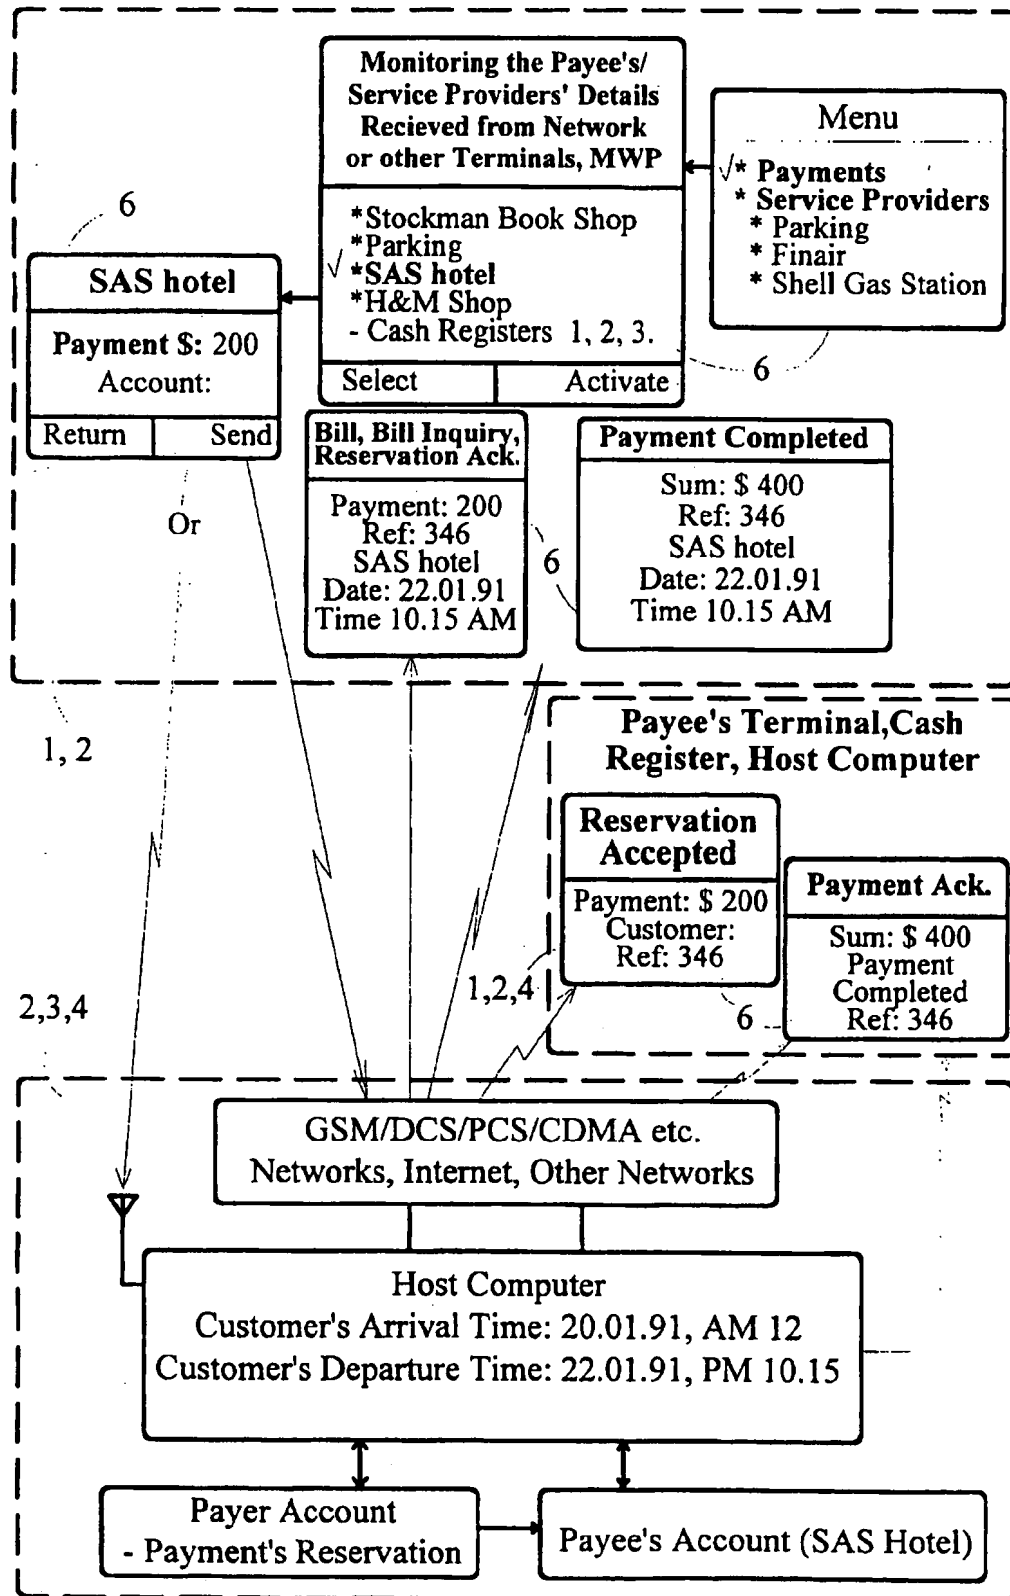 Monitoring the Payee's/
Service Providers' Details
Recieved from Network
or other Terminals, MWP
*Stockman Book Shop
*Parking
√ *SAS hotel
*H&M Shop
- Cash Registers 1, 2, 3.
Select Activate
Menu
√* Payments
* Service Providers
* Parking
* Finair
* Shell Gas Station
6
6
SAS hotel
Payment $: 200
Account:
Return Send
Or
Bill, Bill Inquiry,
Reservation Ack.
Payment: 200
Ref: 346
SAS hotel
Date: 22.01.91
Time 10.15 AM
6
Payment Completed
Sum: $ 400
Ref: 346
SAS hotel
Date: 22.01.91
Time 10.15 AM
1, 2
Payee's Terminal,Cash
Register, Host Computer
Reservation
Accepted
Payment: $ 200
Customer:
Ref: 346
Payment Ack.
Sum: $ 400
Payment
Completed
Ref: 346
1,2,4
6
2,3,4
GSM/DCS/PCS/CDMA etc.
Networks, Internet, Other Networks
Host Computer
Customer's Arrival Time: 20.01.91, AM 12
Customer's Departure Time: 22.01.91, PM 10.15
Payer Account
- Payment's Reservation
Payee's Account (SAS Hotel)